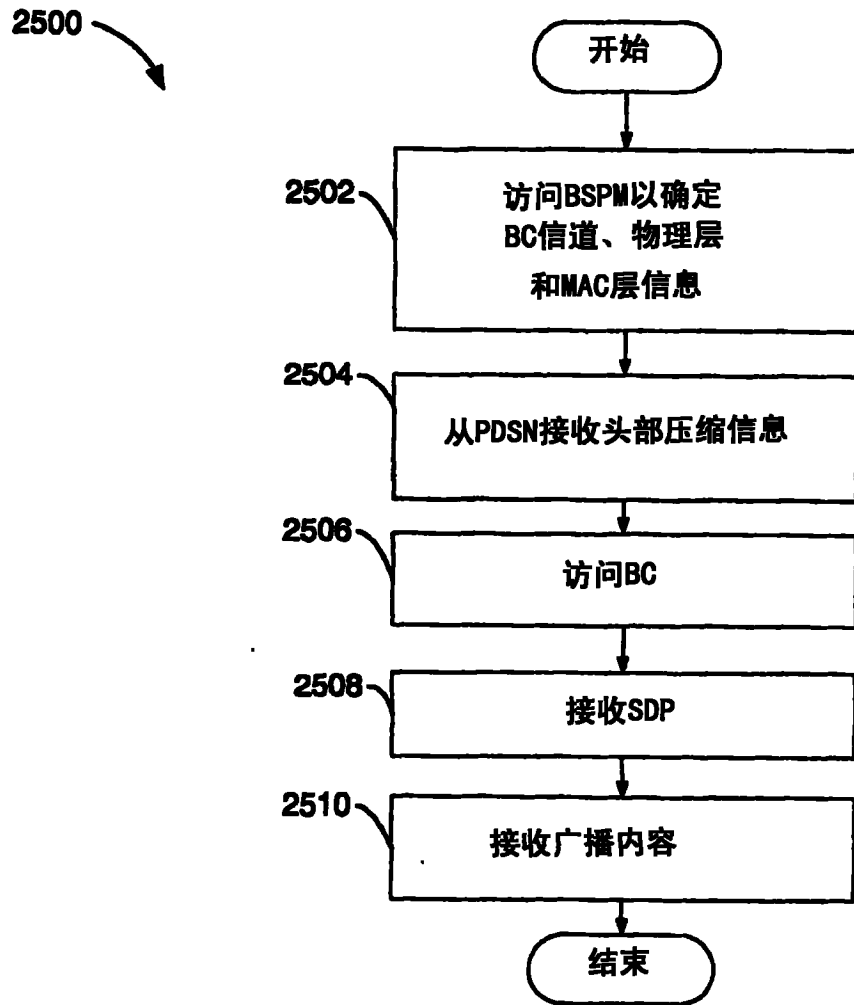 2500
开始
2502
访问BSPM以确定
BC信道、物理层
和MAC层信息
2504
从PDSN接收头部压缩信息
2506
访问BC
2508
接收SDP
2510
接收广播内容
结束